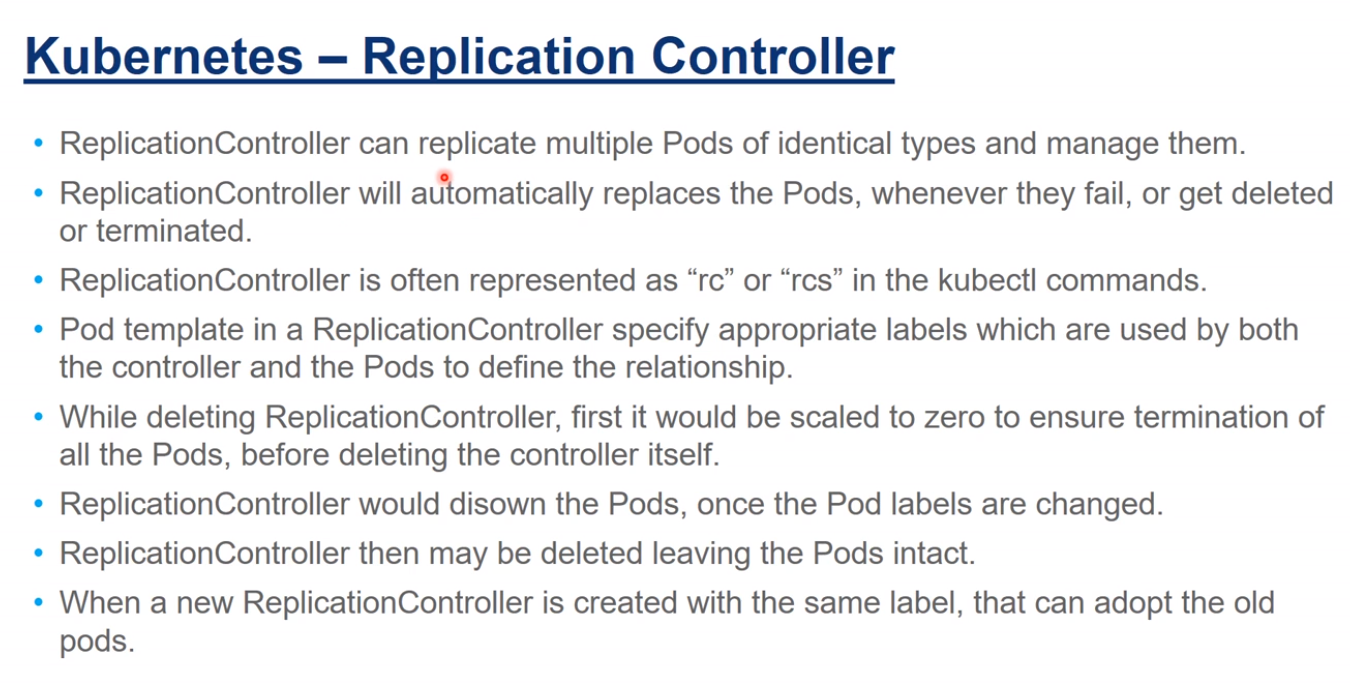 Kubernetes – Replication Controller
• ReplicationController can replicate multiple Pods of identical types and manage them.
• ReplicationController will automatically replaces the Pods, whenever they fail, or get deleted
or terminated.
• ReplicationController is often represented as “rc” or “rcs” in the kubectl commands.
• Pod template in a ReplicationController specify appropriate labels which are used by both
the controller and the Pods to define the relationship.
• While deleting ReplicationController, first it would be scaled to zero to ensure termination of
all the Pods, before deleting the controller itself.
• ReplicationController would disown the Pods, once the Pod labels are changed.
• ReplicationController then may be deleted leaving the Pods intact.
• When a new ReplicationController is created with the same label, that can adopt the old
pods.